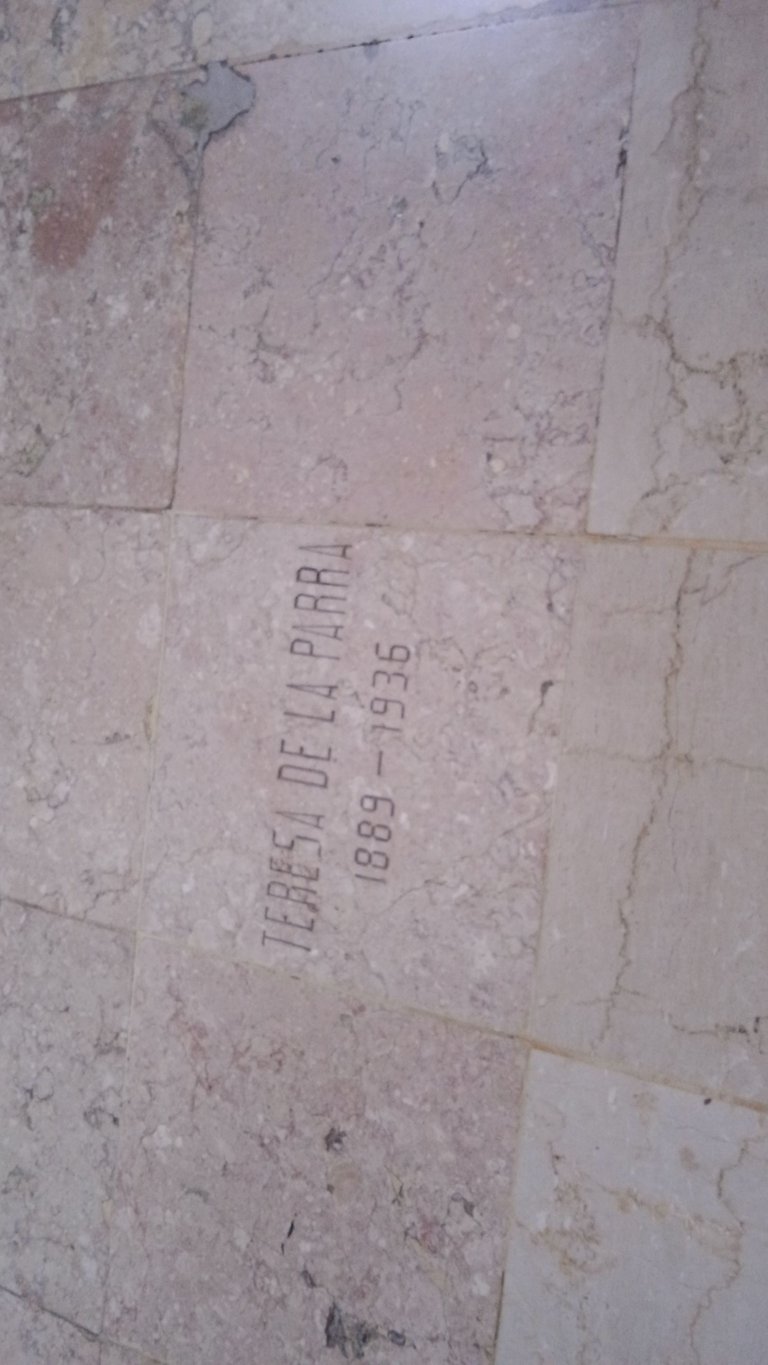 TERESA DE LA PARRA
1889 – 1936